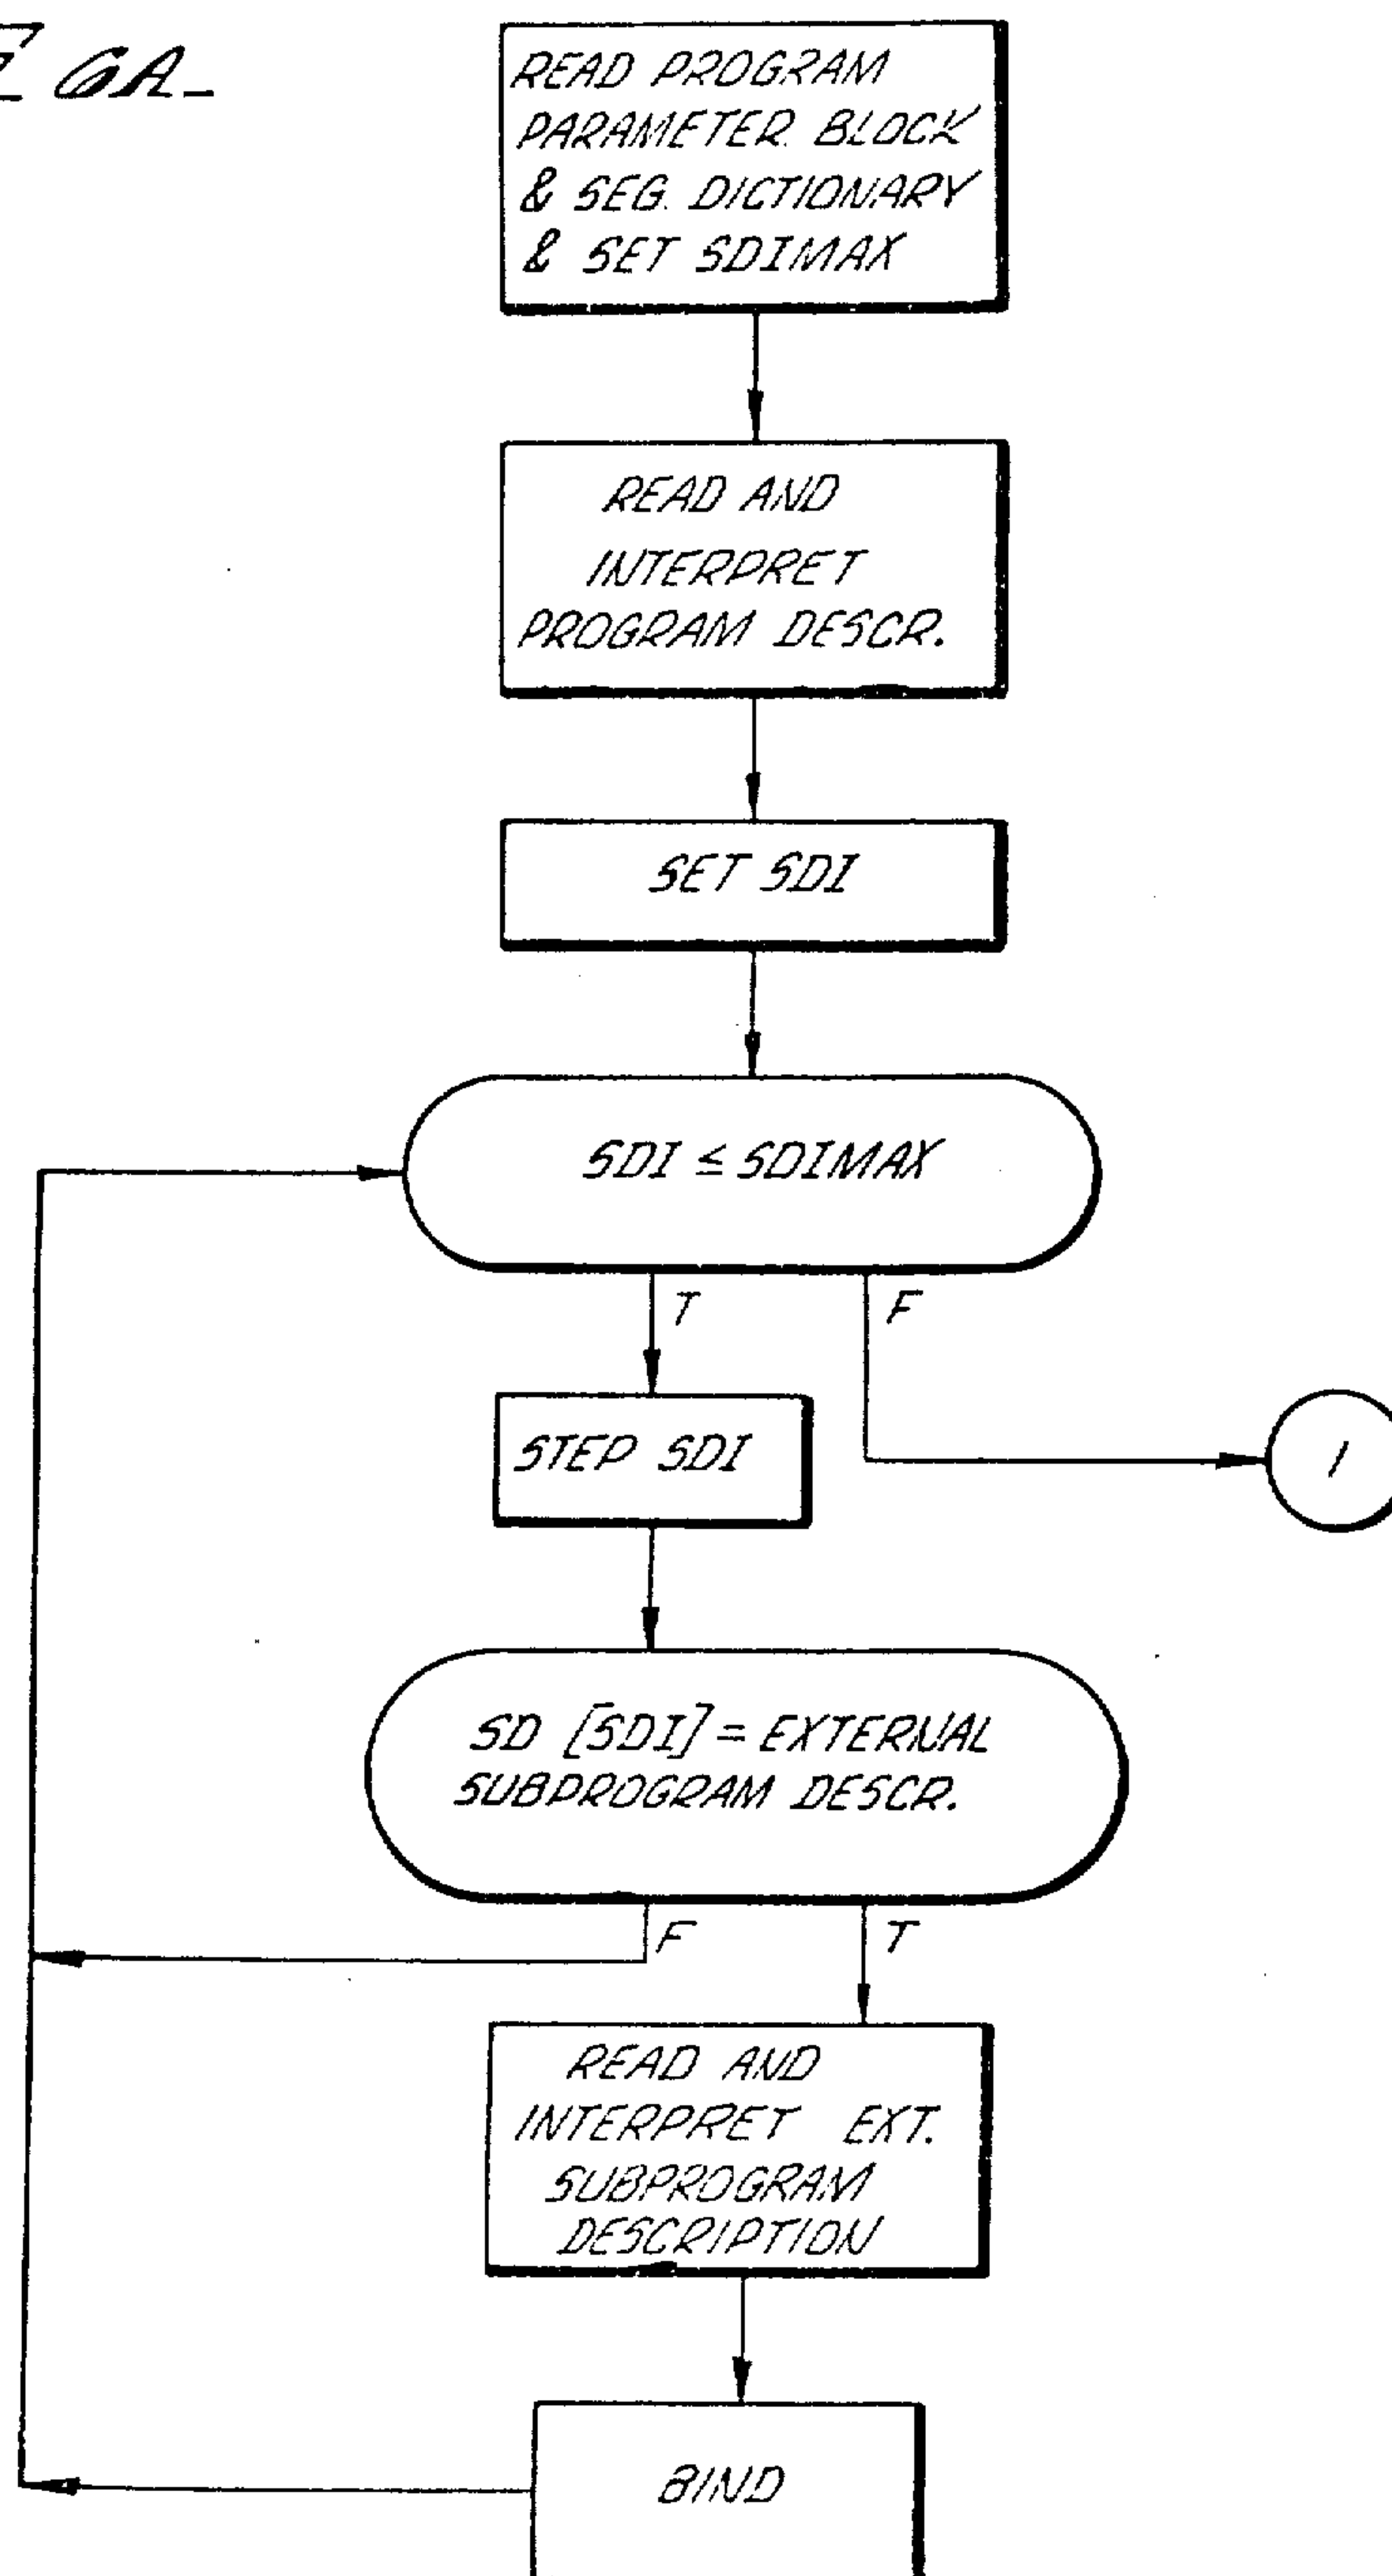 6A
READ PROGRAM
PARAMETER BLOCK
& SEG. DICTIONARY
& SET SDIMAX
READ AND
INTERPRET
PROGRAM DESCR.
SET SDI
SDI ≤ SDIMAX
T
F
STEP SDI
1
SD [SDI] = EXTERNAL
SUBPROGRAM DESCR.
F
T
READ AND
INTERPRET EXT.
SUBPROGRAM
DESCRIPTION
BIND